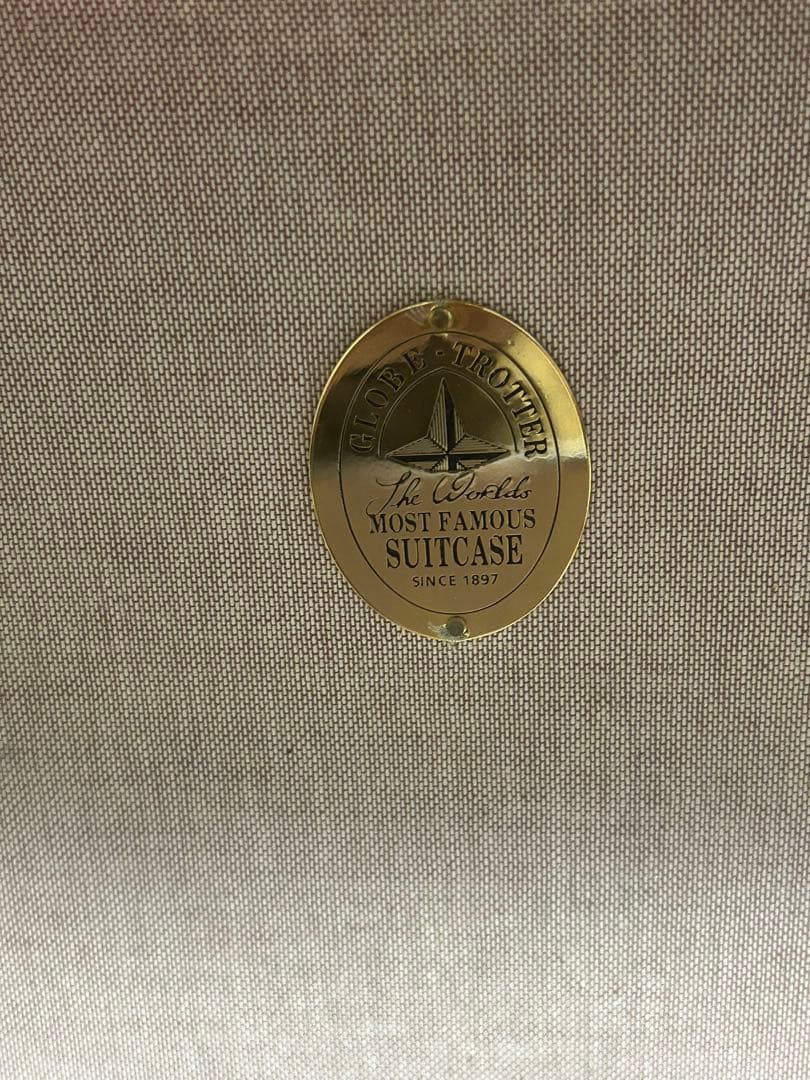 GLOBE-TROTTER
The Worlds
MOST FAMOUS
SUITCASE
SINCE 1897